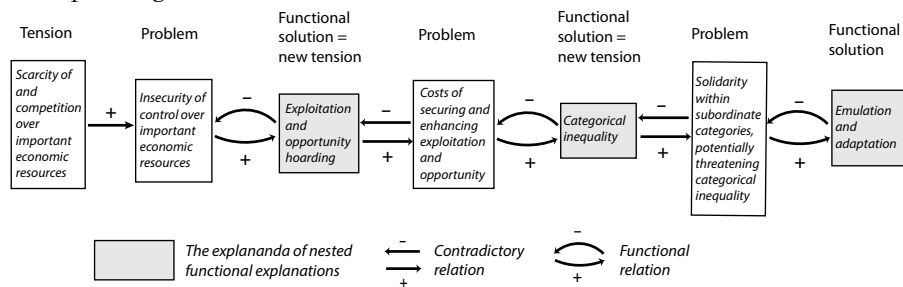 Tension
Problem
Functional
solution =
new tension
Problem
Functional
solution =
new tension
Problem
Functional
solution
Scarcity of
and
competition
over
important
economic
resources
+
Insecurity of
control over
important
economic
resources
–
+
Exploitation
and
opportunity
hoarding
–
+
Costs of
securing and
enhancing
exploitation
and
opportunity
–
+
Categorical
inequality
–
+
Solidarity
within
subordinate
categories,
potentially
threatening
categorical
inequality
–
+
Emulation
and
adaptation
The explananda of nested
functional explanations
–
+
Contradictory
relation
–
+
Functional
relation